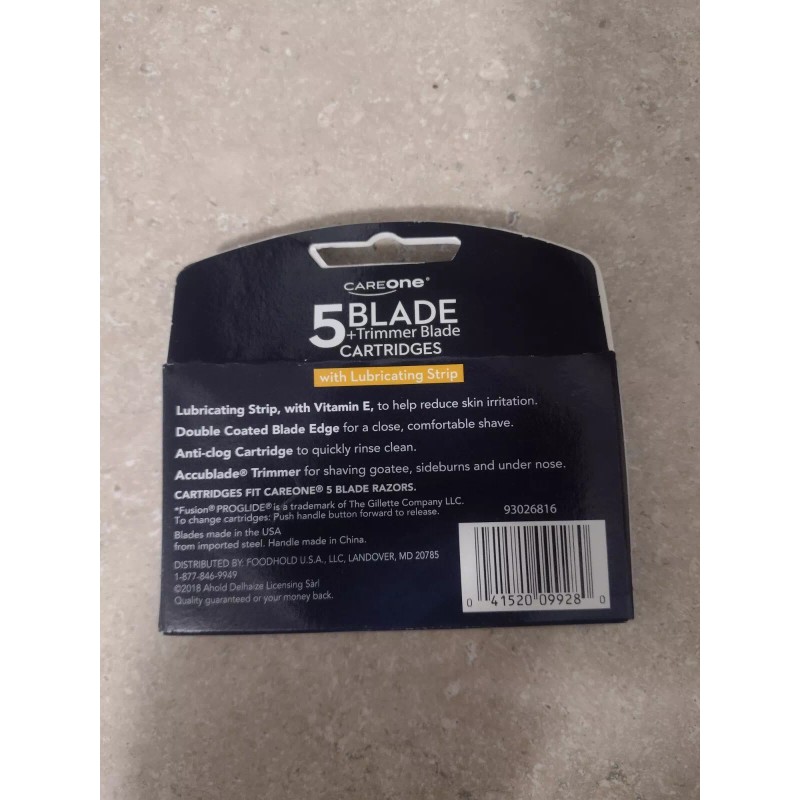 CAREONE®
5 BLADE
+Trimmer Blade
CARTRIDGES
with Lubricating Strip
Lubricating Strip, with Vitamin E, to help reduce skin irritation.
Double Coated Blade Edge for a close, comfortable shave.
Anti-clog Cartridge to quickly rinse clean.
Accublade® Trimmer for shaving goatee, sideburns and under nose.
CARTRIDGES FIT CAREONE® 5 BLADE RAZORS.
*Fusion® PROGLIDE® is a trademark of The Gillette Company LLC.
To change cartridges: Push handle button forward to release.
93026816
Blades made in the USA
from imported steel. Handle made in China.
DISTRIBUTED BY: FOODHOLD U.S.A., LLC, LANDOVER, MD 20785
1-877-846-9949
©2018 Ahold Delhaize Licensing Sàrl
Quality guaranteed or your money back.
0 41520 09928 0